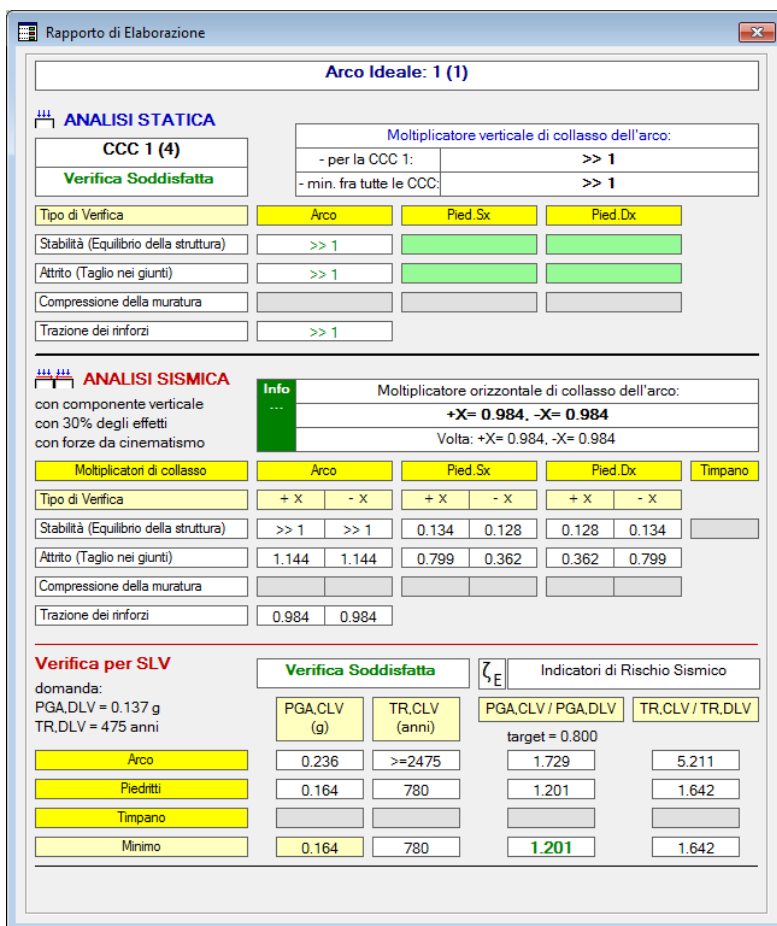 Rapporto di Elaborazione
Arco Ideale: 1 (1)
ANALISI STATICA
CCC 1 (4)
Verifica Soddisfatta
Moltiplicatore verticale di collasso dell'arco:
- per la CCC 1: >> 1
- min. fra tutte le CCC: >> 1
Tipo di Verifica Arco Pied.Sx Pied.Dx
Stabilità (Equilibrio della struttura) >> 1
Attrito (Taglio nei giunti) >> 1
Compressione della muratura
Trazione dei rinforzi >> 1
ANALISI SISMICA
con componente verticale
con 30% degli effetti
con forze da cinematismo
Info
...
Moltiplicatore orizzontale di collasso dell'arco:
+X= 0.984, -X= 0.984
Volta: +X= 0.984, -X= 0.984
Moltiplicatori di collasso Arco Pied.Sx Pied.Dx Timpano
Tipo di Verifica + X - X + X - X + X - X
Stabilità (Equilibrio della struttura) >> 1 >> 1 0.134 0.128 0.128 0.134
Attrito (Taglio nei giunti) 1.144 1.144 0.799 0.362 0.362 0.799
Compressione della muratura
Trazione dei rinforzi 0.984 0.984
Verifica per SLV
domanda:
PGA,DLV = 0.137 g
TR,DLV = 475 anni
Verifica Soddisfatta
ζE Indicatori di Rischio Sismico
PGA,CLV (g) TR,CLV (anni) PGA,CLV / PGA,DLV TR,CLV / TR,DLV
target = 0.800
Arco 0.236 >=2475 1.729 5.211
Piedritti 0.164 780 1.201 1.642
Timpano
Minimo 0.164 780 1.201 1.642